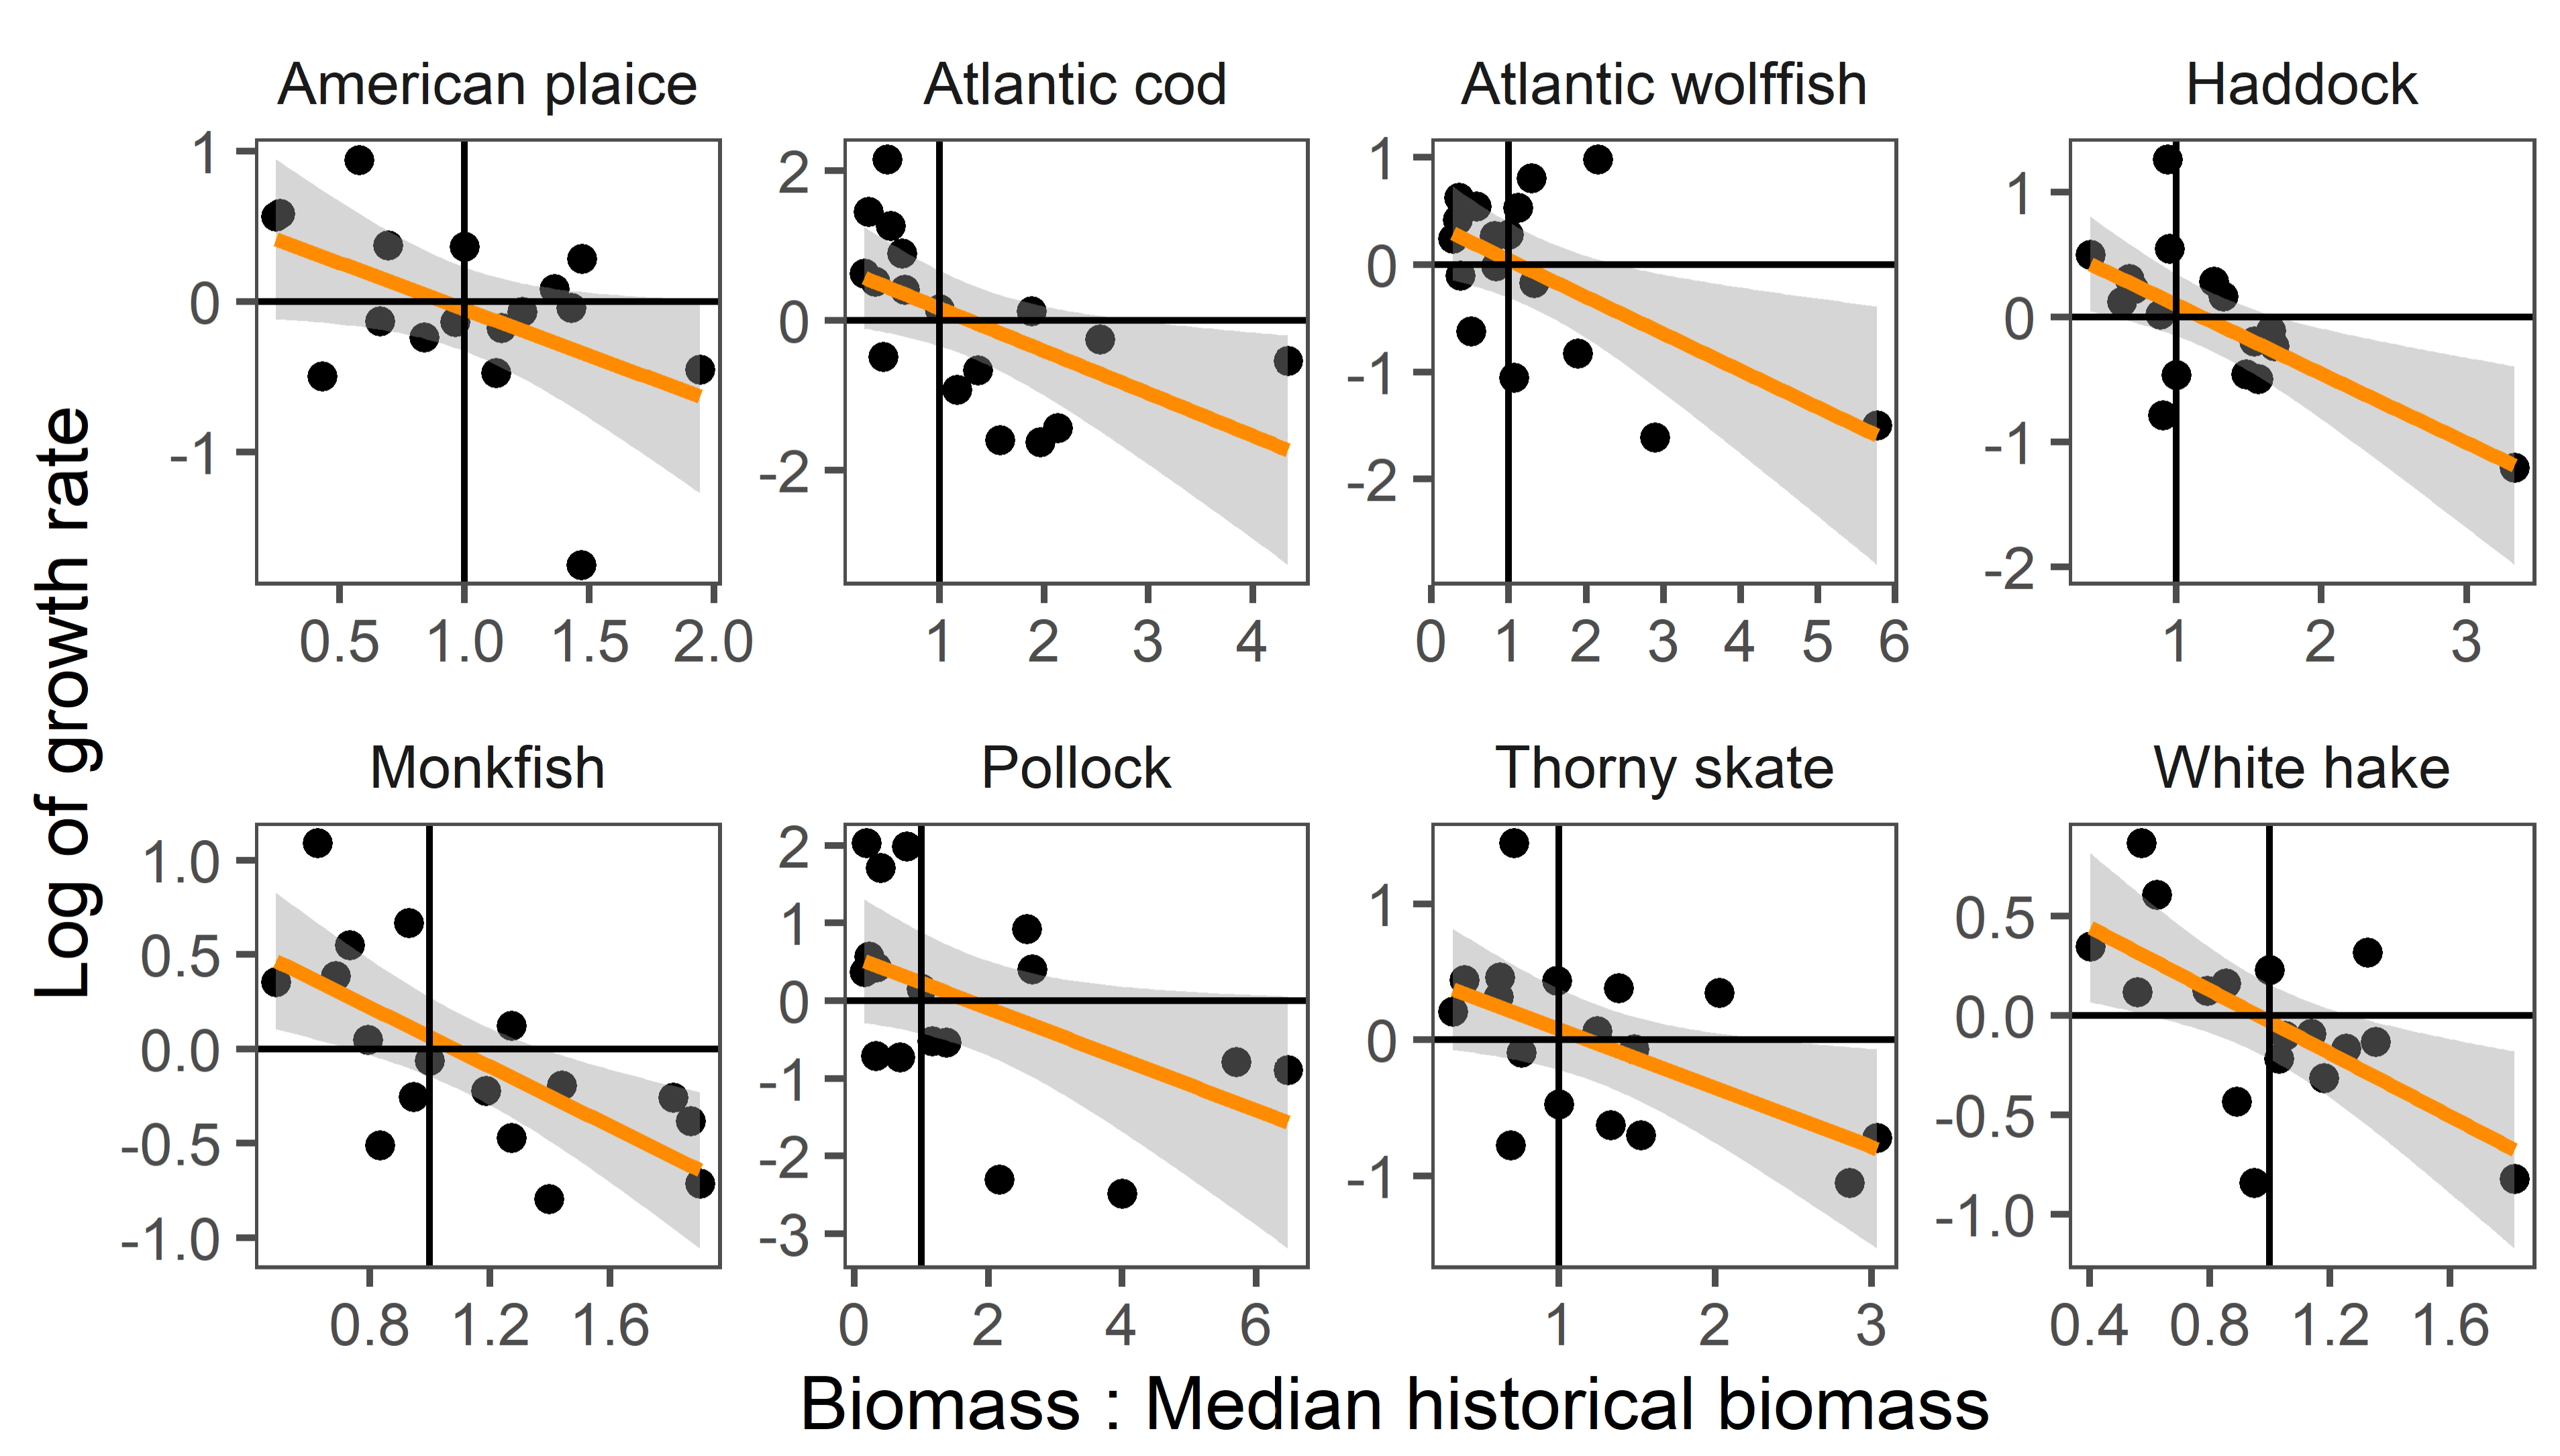 American plaice
Atlantic cod
Atlantic wolffish
Haddock
1
0
-1
2
0
-2
1
0
-1
-2
1
0
-1
-2
0.5 1.0 1.5 2.0
1 2 3 4
0 1 2 3 4 5 6
1 2 3
Log of growth rate
Monkfish
Pollock
Thorny skate
White hake
1.0
0.5
0.0
-0.5
-1.0
2
1
0
-1
-2
-3
1
0
-1
0.5
0.0
-0.5
-1.0
0.8 1.2 1.6
0 2 4 6
1 2 3
0.4 0.8 1.2 1.6
Biomass : Median historical biomass